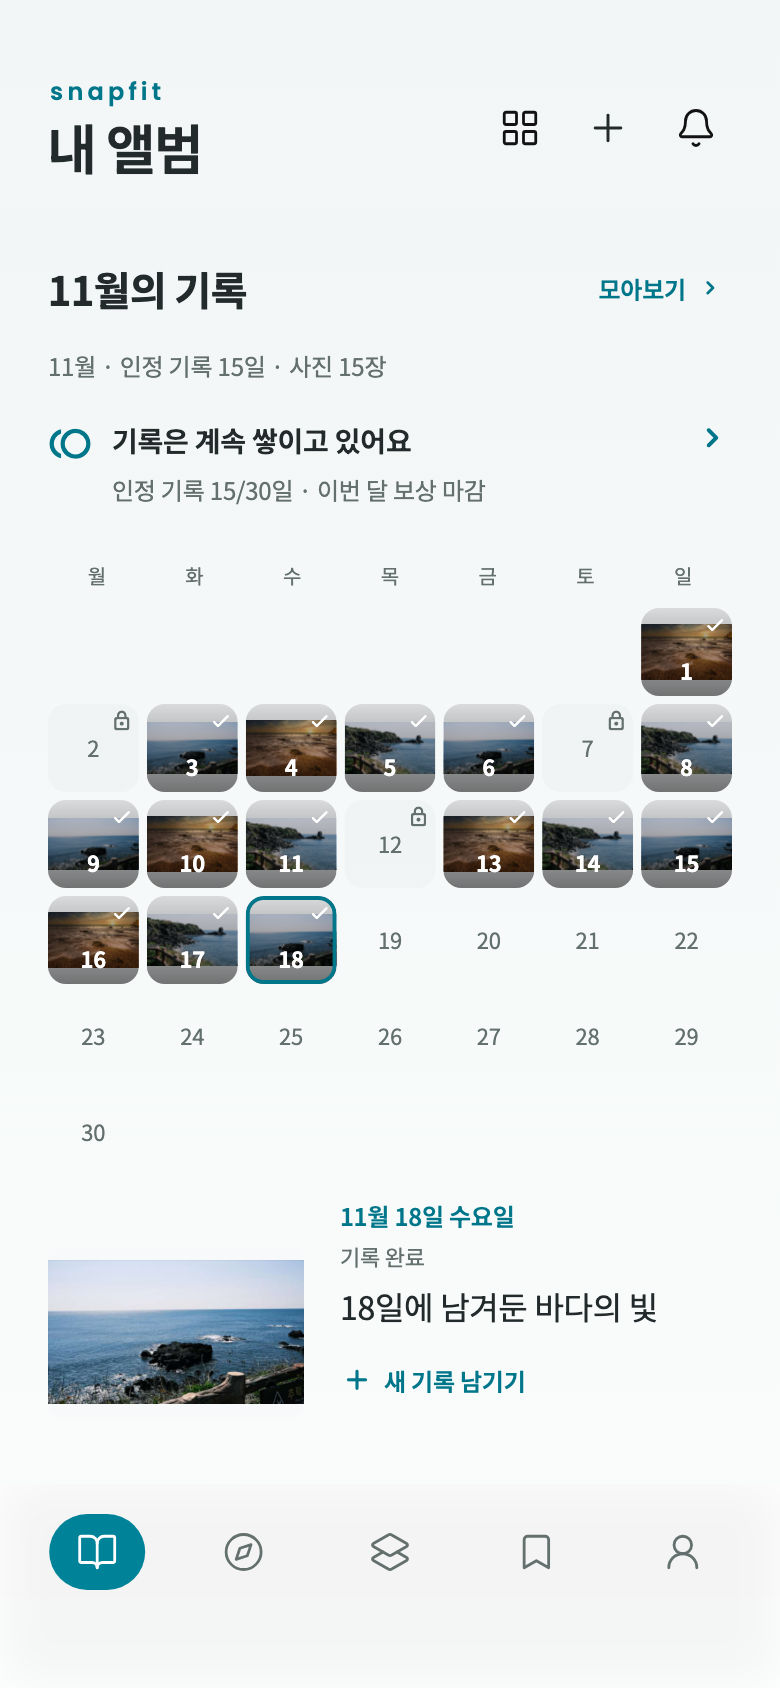 snapfit
내 앨범
11월의 기록
모아보기
11월 · 인정 기록 15일 · 사진 15장
기록은 계속 쌓이고 있어요
인정 기록 15/30일 · 이번 달 보상 마감
월 화 수 목 금 토 일
1
2 3 4 5 6 7 8
9 10 11 12 13 14 15
16 17 18 19 20 21 22
23 24 25 26 27 28 29
30
11월 18일 수요일
기록 완료
18일에 남겨둔 바다의 빛
새 기록 남기기